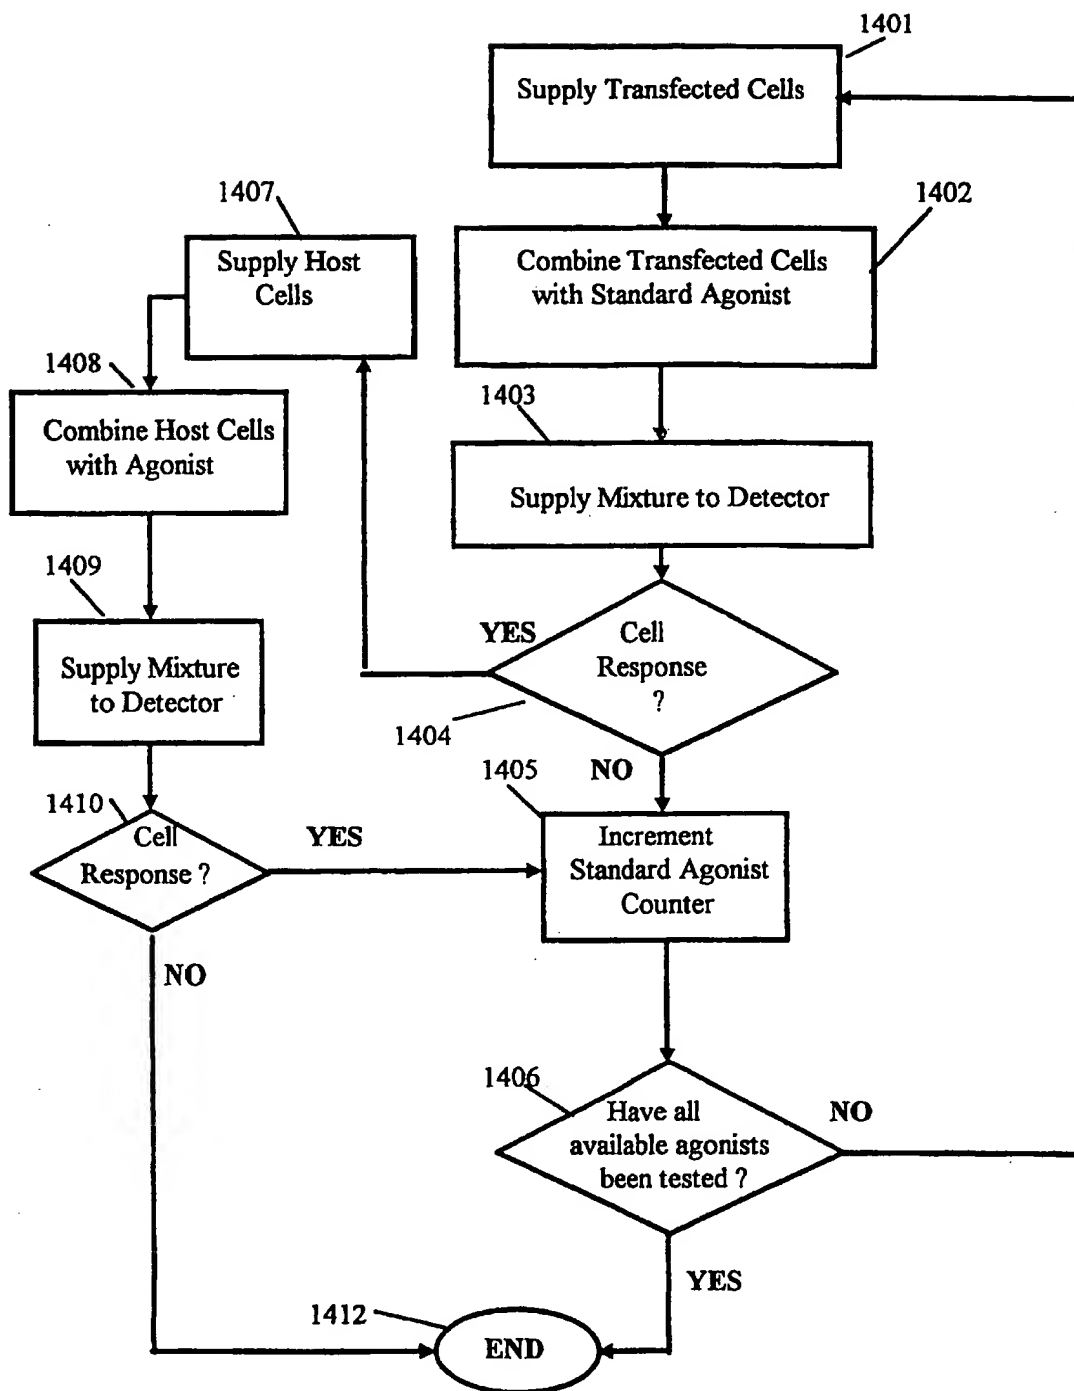 1401
Supply Transfected Cells
1402
Combine Transfected Cells
with Standard Agonist
1407
Supply Host
Cells
1408
Combine Host Cells
with Agonist
1403
Supply Mixture to Detector
1409
Supply Mixture
to Detector
YES
Cell
Response
?
1404
NO
1405
Increment
Standard Agonist
Counter
1410
Cell
Response ?
YES
NO
1406
Have all
available agonists
been tested ?
NO
YES
1412
END